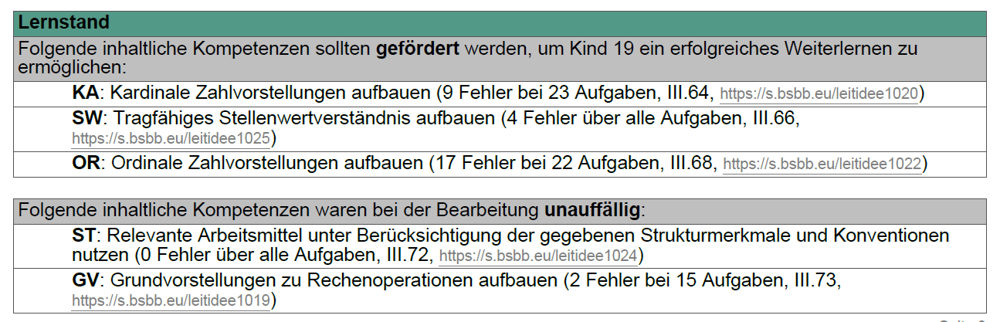 Lernstand
Folgende inhaltliche Kompetenzen sollten gefördert werden, um Kind 19 ein erfolgreiches Weiterlernen zu
ermöglichen:
KA: Kardinale Zahlvorstellungen aufbauen (9 Fehler bei 23 Aufgaben, III.64, https://s.bsbb.eu/leitidee1020)
SW: Tragfähiges Stellenwertverständnis aufbauen (4 Fehler über alle Aufgaben, III.66,
https://s.bsbb.eu/leitidee1025)
OR: Ordinale Zahlvorstellungen aufbauen (17 Fehler bei 22 Aufgaben, III.68, https://s.bsbb.eu/leitidee1022)
Folgende inhaltliche Kompetenzen waren bei der Bearbeitung unauffällig:
ST: Relevante Arbeitsmittel unter Berücksichtigung der gegebenen Strukturmerkmale und Konventionen
nutzen (0 Fehler über alle Aufgaben, III.72, https://s.bsbb.eu/leitidee1024)
GV: Grundvorstellungen zu Rechenoperationen aufbauen (2 Fehler bei 15 Aufgaben, III.73,
https://s.bsbb.eu/leitidee1019)